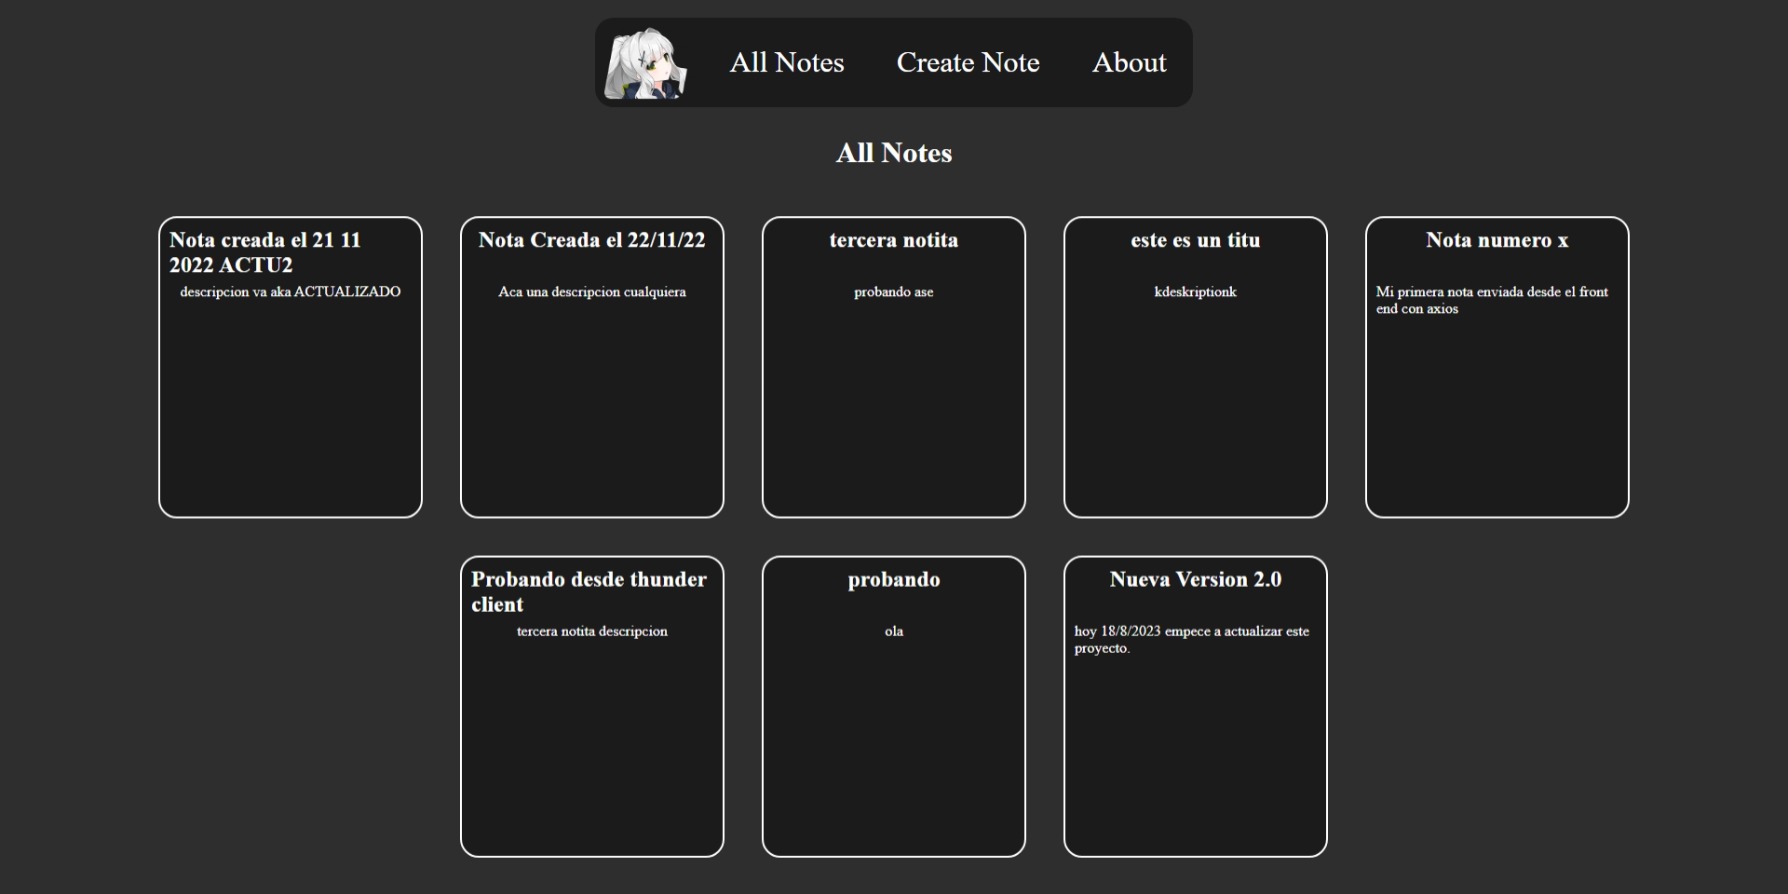 All Notes
Create Note
About
All Notes
Nota creada el 21 11
2022 ACTU2
descripcion va aka ACTUALIZADO
Nota Creada el 22/11/22
Aca una descripcion cualquiera
tercera notita
probando ase
este es un titu
kdeskriptionk
Nota numero x
Mi primera nota enviada desde el front
end con axios
Probando desde thunder
client
tercera notita descripcion
probando
ola
Nueva Version 2.0
hoy 18/8/2023 empece a actualizar este
proyecto.